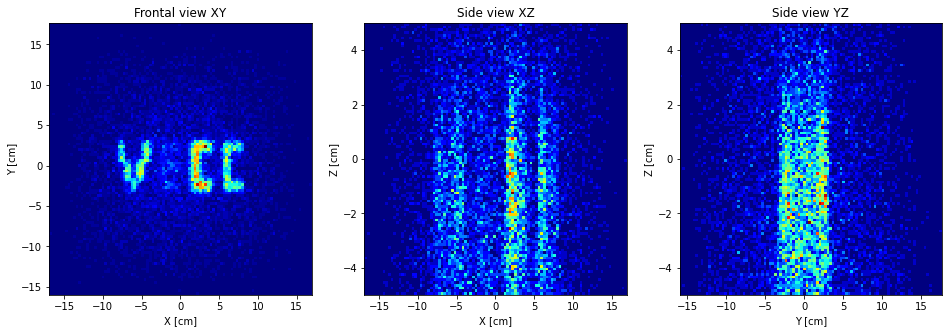 Frontal view XY
Y [cm]
15
10
5
0
−5
−10
−15
V CC
−15 −10 −5 0 5 10 15
X [cm]
Side view XZ
Z [cm]
4
2
0
−2
−4
−15 −10 −5 0 5 10 15
X [cm]
Side view YZ
Z [cm]
4
2
0
−2
−4
−15 −10 −5 0 5 10 15
Y [cm]